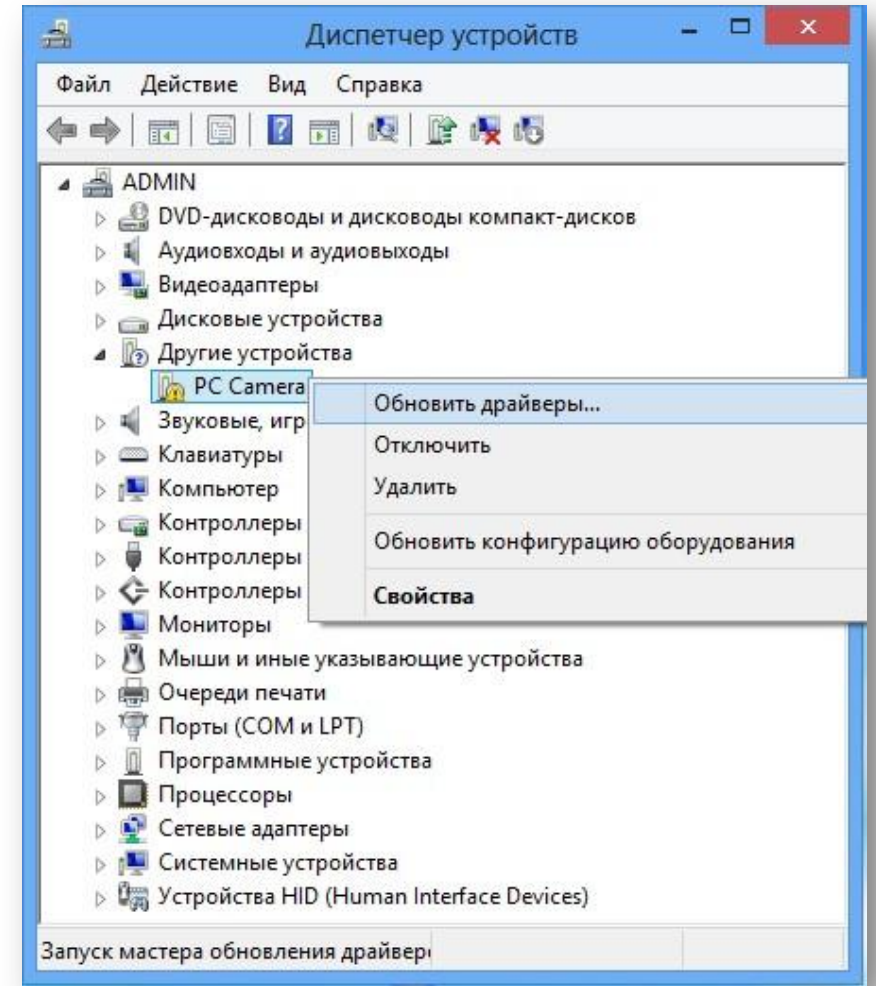 Диспетчер устройств
Файл Действие Вид Справка
ADMIN
DVD-дисководы и дисководы компакт-дисков
Аудиовходы и аудиовыходы
Видеоадаптеры
Дисковые устройства
Другие устройства
PC Camera
Обновить драйверы...
Отключить
Удалить
Обновить конфигурацию оборудования
Свойства
Звуковые, игр
Клавиатуры
Компьютер
Контроллеры
Контроллеры
Контроллеры
Мониторы
Мыши и иные указывающие устройства
Очереди печати
Порты (COM и LPT)
Программные устройства
Процессоры
Сетевые адаптеры
Системные устройства
Устройства HID (Human Interface Devices)
Запуск мастера обновления драйвер